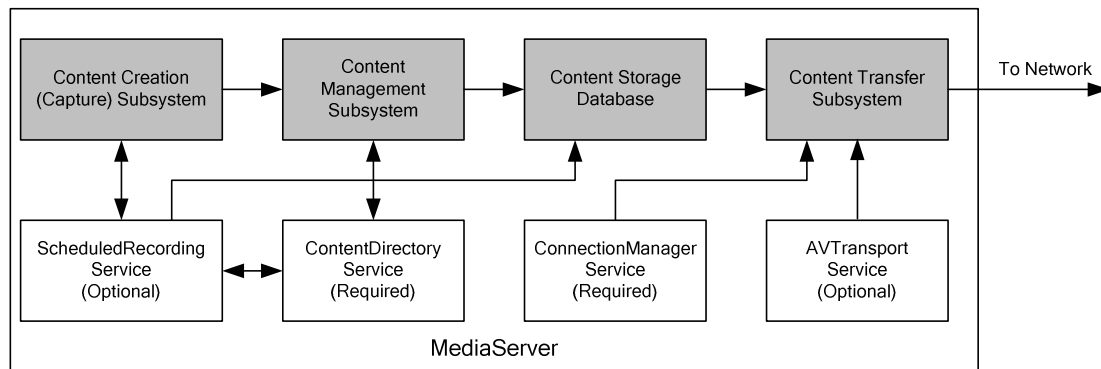 Content Creation
(Capture) Subsystem
Content
Management
Subsystem
Content Storage
Database
Content Transfer
Subsystem
To Network
ScheduledRecording
Service
(Optional)
ContentDirectory
Service
(Required)
ConnectionManager
Service
(Required)
AVTransport
Service
(Optional)
MediaServer